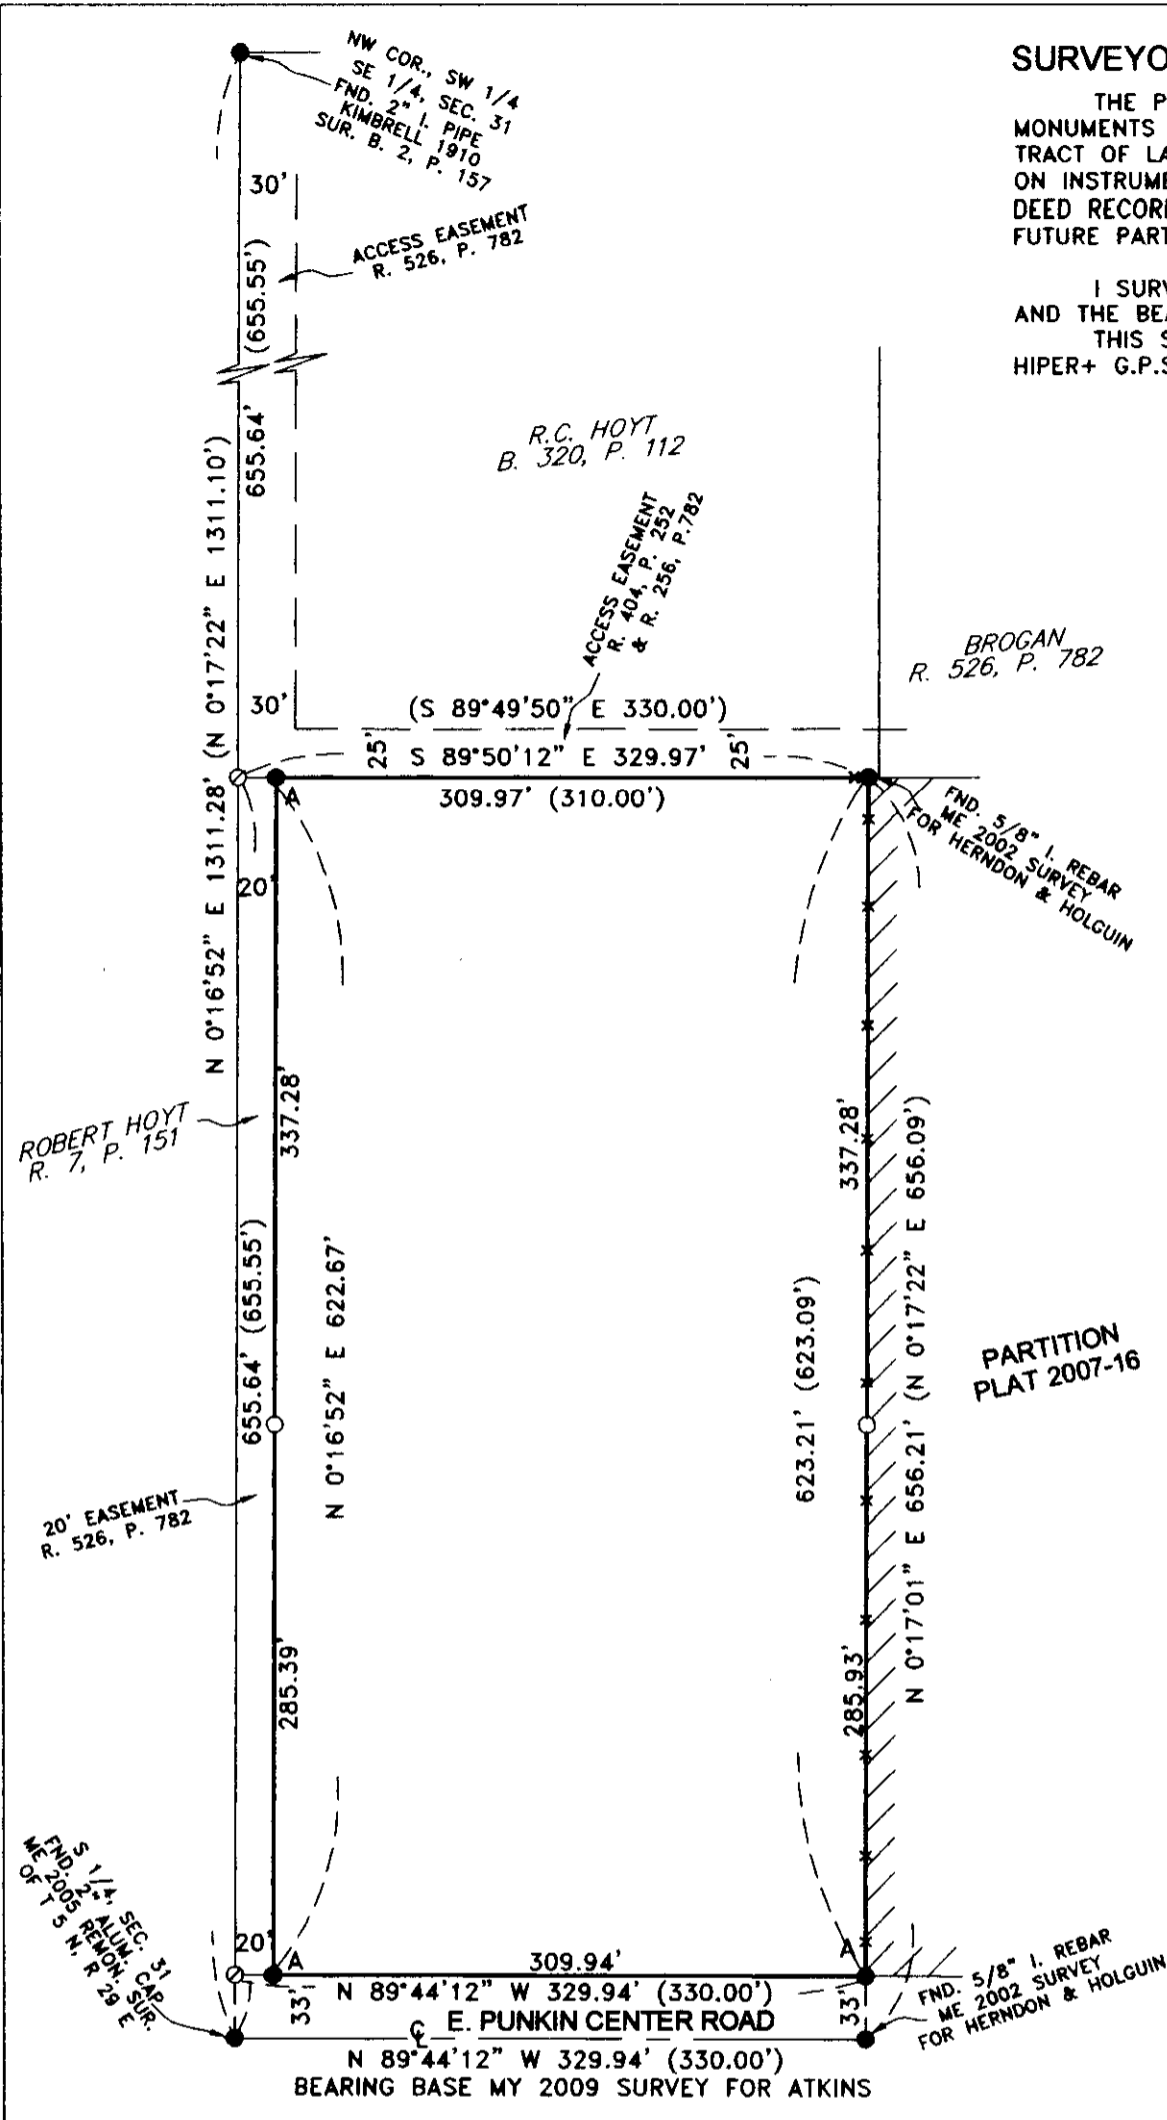 NW COR., SW 1/4
SE 1/4, SEC. 31
FND. 2" I. PIPE
KIMBRELL 1910
SUR. B. 2, P. 157
SURVEYO
THE P
MONUMENTS
TRACT OF LA
ON INSTRUME
DEED RECOR
FUTURE PART
I SURV
AND THE BEA
THIS S
HIPER+ G.P.S
30'
ACCESS EASEMENT
R. 526, P. 782
(655.55')
655.64'
N 0°16'52" E 1311.28' (N 0°17'22" E 1311.10')
R.C. HOYT
B. 320, P. 112
ACCESS EASEMENT
R. 404, P. 252
& R. 256, P.782
BROGAN
R. 526, P. 782
30'
(S 89°49'50" E 330.00')
25'
S 89°50'12" E 329.97'
25'
309.97' (310.00')
A
FND. 5/8" I. REBAR
ME 2002 SURVEY
FOR HERNDON & HOLGUIN
20'
337.28'
337.28'
ROBERT HOYT
R. 7, P. 151
655.64' (655.55')
N 0°16'52" E 622.67'
623.21' (623.09')
N 0°17'01" E 656.21' (N 0°17'22" E 656.09')
PARTITION
PLAT 2007-16
20' EASEMENT
R. 526, P. 782
285.39'
285.93'
S 1/4, SEC. 31
FND. 2" ALUM. CAP
ME 2005 REMON. SUR.
OF T 5 N, R 29 E
20'
A
309.94'
A
33'
N 89°44'12" W 329.94' (330.00')
33'
FND. 5/8" I. REBAR
ME 2002 SURVEY
FOR HERNDON & HOLGUIN
℄ E. PUNKIN CENTER ROAD
N 89°44'12" W 329.94' (330.00')
BEARING BASE MY 2009 SURVEY FOR ATKINS